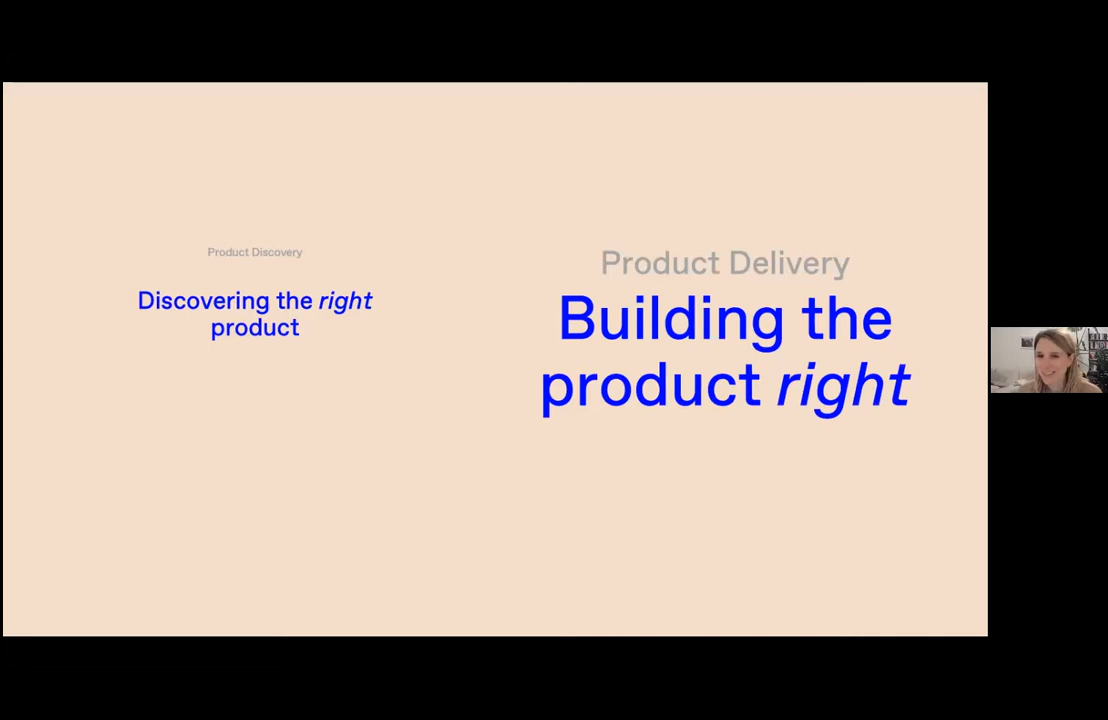 Product Discovery
Discovering the right
product
Product Delivery
Building the
product right